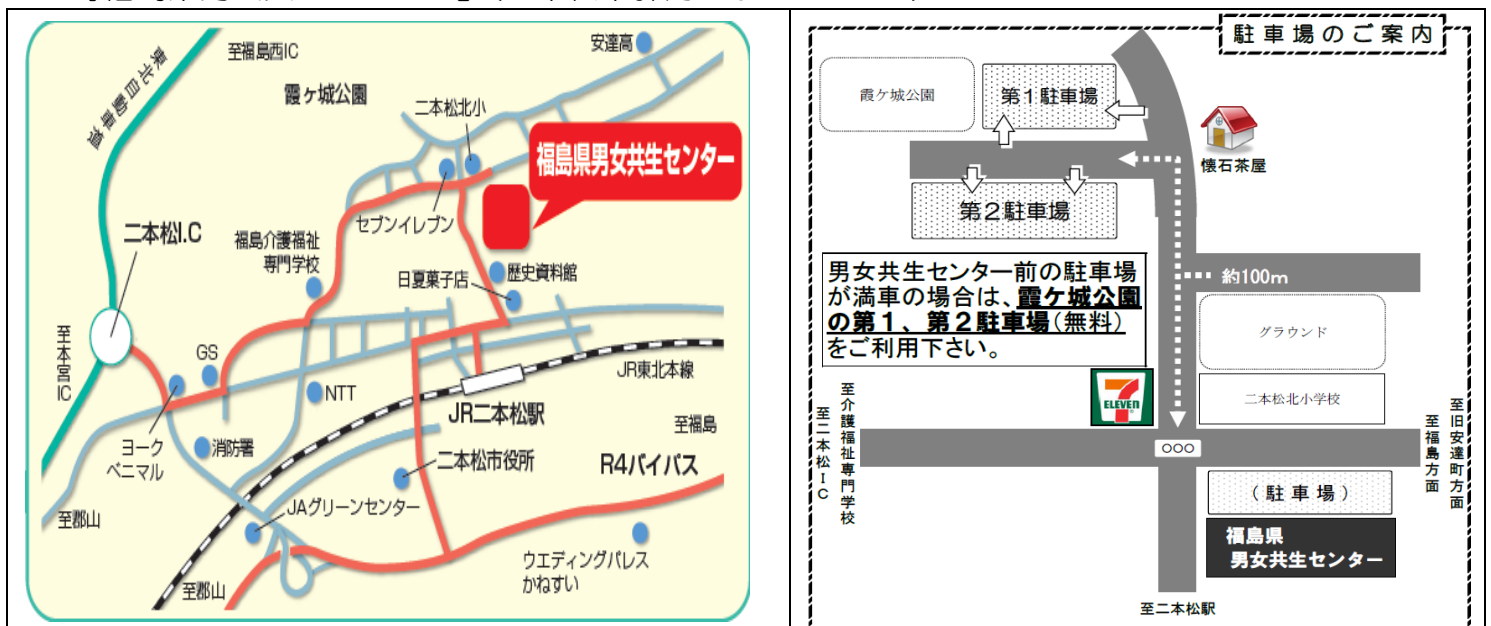 至福島西IC
安達高
東北自動車道
霞ヶ城公園
二本松北小
福島県男女共生センター
二本松I.C
福島介護福祉
専門学校
セブンイレブン
日夏菓子店
歴史資料館
至本宮IC
GS
NTT
JR東北本線
JR二本松駅
至福島
ヨーク
ベニマル
消防署
二本松市役所
R4バイパス
至郡山
JAグリーンセンター
ウエディングパレス
かねすい
至郡山
駐車場のご案内
霞ケ城公園
第1駐車場
懐石茶屋
第2駐車場
男女共生センター前の駐車場
が満車の場合は、霞ケ城公園
の第1、第2駐車場(無料)
をご利用下さい。
約100m
グラウンド
7
ELEVEN
二本松北小学校
至介護福祉専門学校
至二本松IC
至旧安達町方面
至福島方面
○○○
(駐車場)
福島県
男女共生センター
至二本松駅